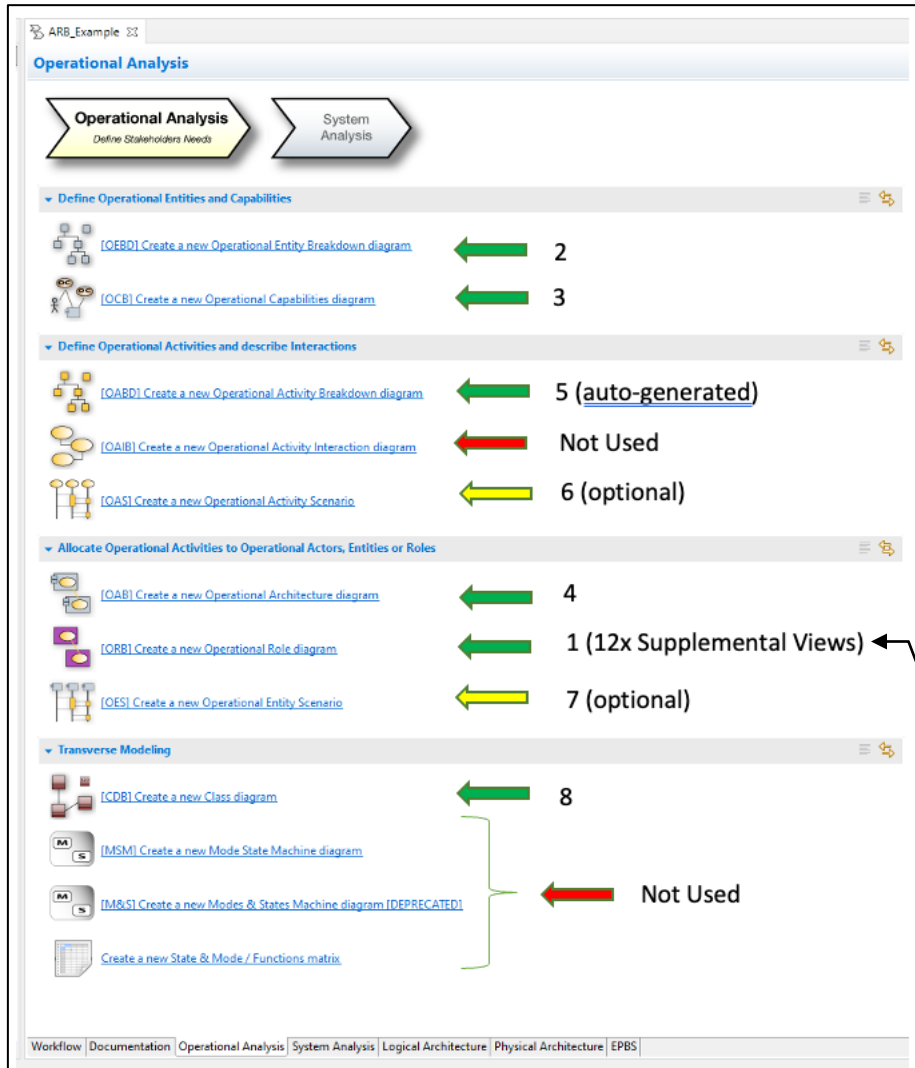 ARB_Example
Operational Analysis
Operational Analysis
Define Stakeholders Needs
System
Analysis
Define Operational Entities and Capabilities
[OEBD] Create a new Operational Entity Breakdown diagram
2
[OCB] Create a new Operational Capabilities diagram
3
Define Operational Activities and describe Interactions
[OABD] Create a new Operational Activity Breakdown diagram
5 (auto-generated)
[OAIB] Create a new Operational Activity Interaction diagram
Not Used
[OAS] Create a new Operational Activity Scenario
6 (optional)
Allocate Operational Activities to Operational Actors, Entities or Roles
[OAB] Create a new Operational Architecture diagram
4
[ORB] Create a new Operational Role diagram
1 (12x Supplemental Views)
[OES] Create a new Operational Entity Scenario
7 (optional)
Transverse Modeling
[CDB] Create a new Class diagram
8
M S
[MSM] Create a new Mode State Machine diagram
M S
[M&S] Create a new Modes & States Machine diagram [DEPRECATED]
Not Used
Create a new State & Mode / Functions matrix
Workflow Documentation Operational Analysis System Analysis Logical Architecture Physical Architecture EPBS